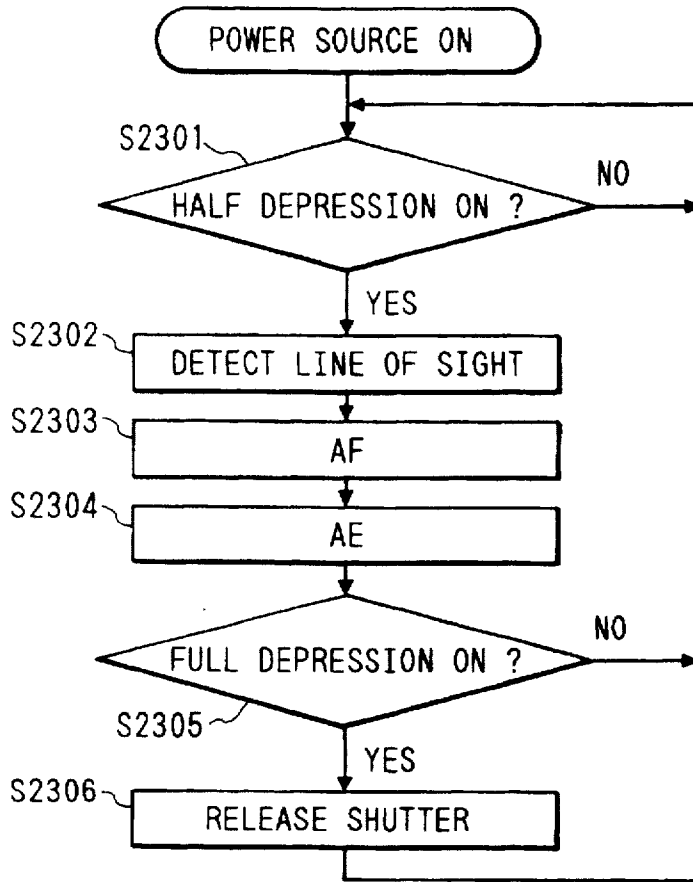 POWER SOURCE ON
S2301
HALF DEPRESSION ON ?
NO
YES
S2302
DETECT LINE OF SIGHT
S2303
AF
S2304
AE
FULL DEPRESSION ON ?
NO
S2305
YES
S2306
RELEASE SHUTTER